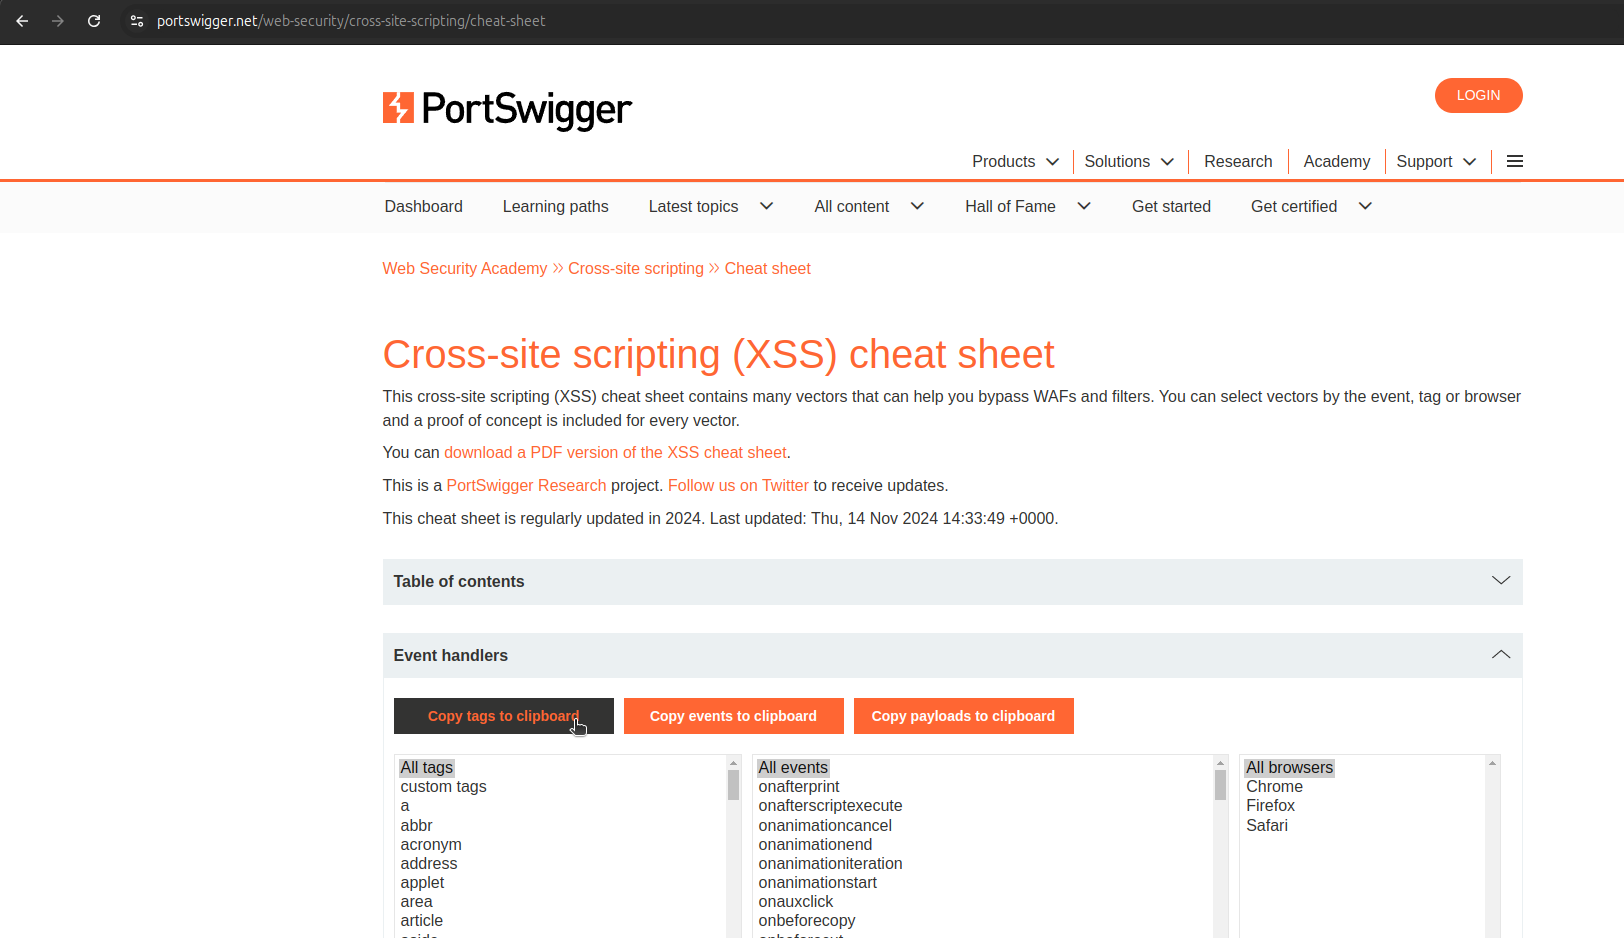 portswigger.net/web-security/cross-site-scripting/cheat-sheet
PortSwigger
LOGIN
Products Solutions Research Academy Support
Dashboard Learning paths Latest topics All content Hall of Fame Get started Get certified
Web Security Academy » Cross-site scripting » Cheat sheet
Cross-site scripting (XSS) cheat sheet
This cross-site scripting (XSS) cheat sheet contains many vectors that can help you bypass WAFs and filters. You can select vectors by the event, tag or browser
and a proof of concept is included for every vector.
You can download a PDF version of the XSS cheat sheet.
This is a PortSwigger Research project. Follow us on Twitter to receive updates.
This cheat sheet is regularly updated in 2024. Last updated: Thu, 14 Nov 2024 14:33:49 +0000.
Table of contents
Event handlers
Copy tags to clipboard Copy events to clipboard Copy payloads to clipboard
All tags All events All browsers
custom tags onafterprint Chrome
a onafterscriptexecute Firefox
abbr onanimationcancel Safari
acronym onanimationend
address onanimationiteration
applet onanimationstart
area onauxclick
article onbeforecopy